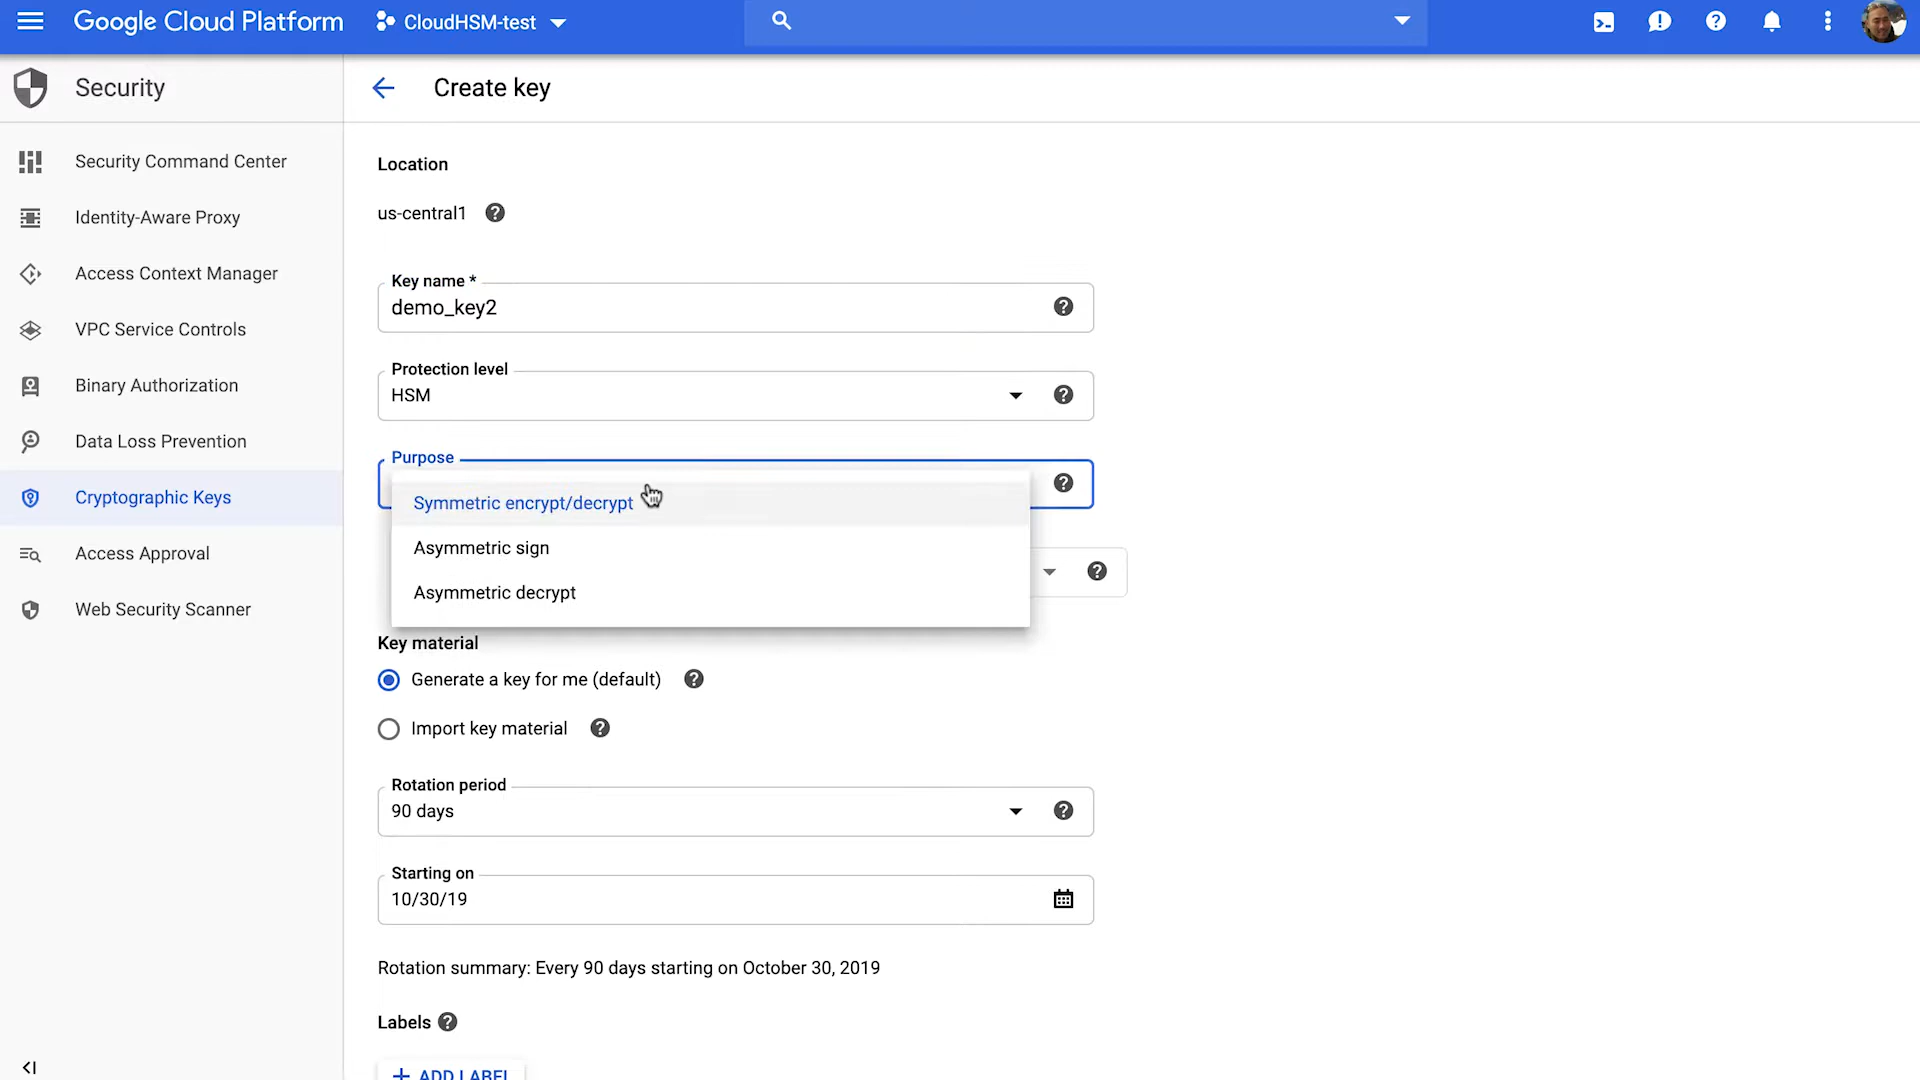 Google Cloud Platform
CloudHSM-test
Security
Create key
Security Command Center
Identity-Aware Proxy
Access Context Manager
VPC Service Controls
Binary Authorization
Data Loss Prevention
Cryptographic Keys
Access Approval
Web Security Scanner
Location
us-central1
Key name *
demo_key2
Protection level
HSM
Purpose
Symmetric encrypt/decrypt
Asymmetric sign
Asymmetric decrypt
Key material
Generate a key for me (default)
Import key material
Rotation period
90 days
Starting on
10/30/19
Rotation summary: Every 90 days starting on October 30, 2019
Labels
ADD LABEL